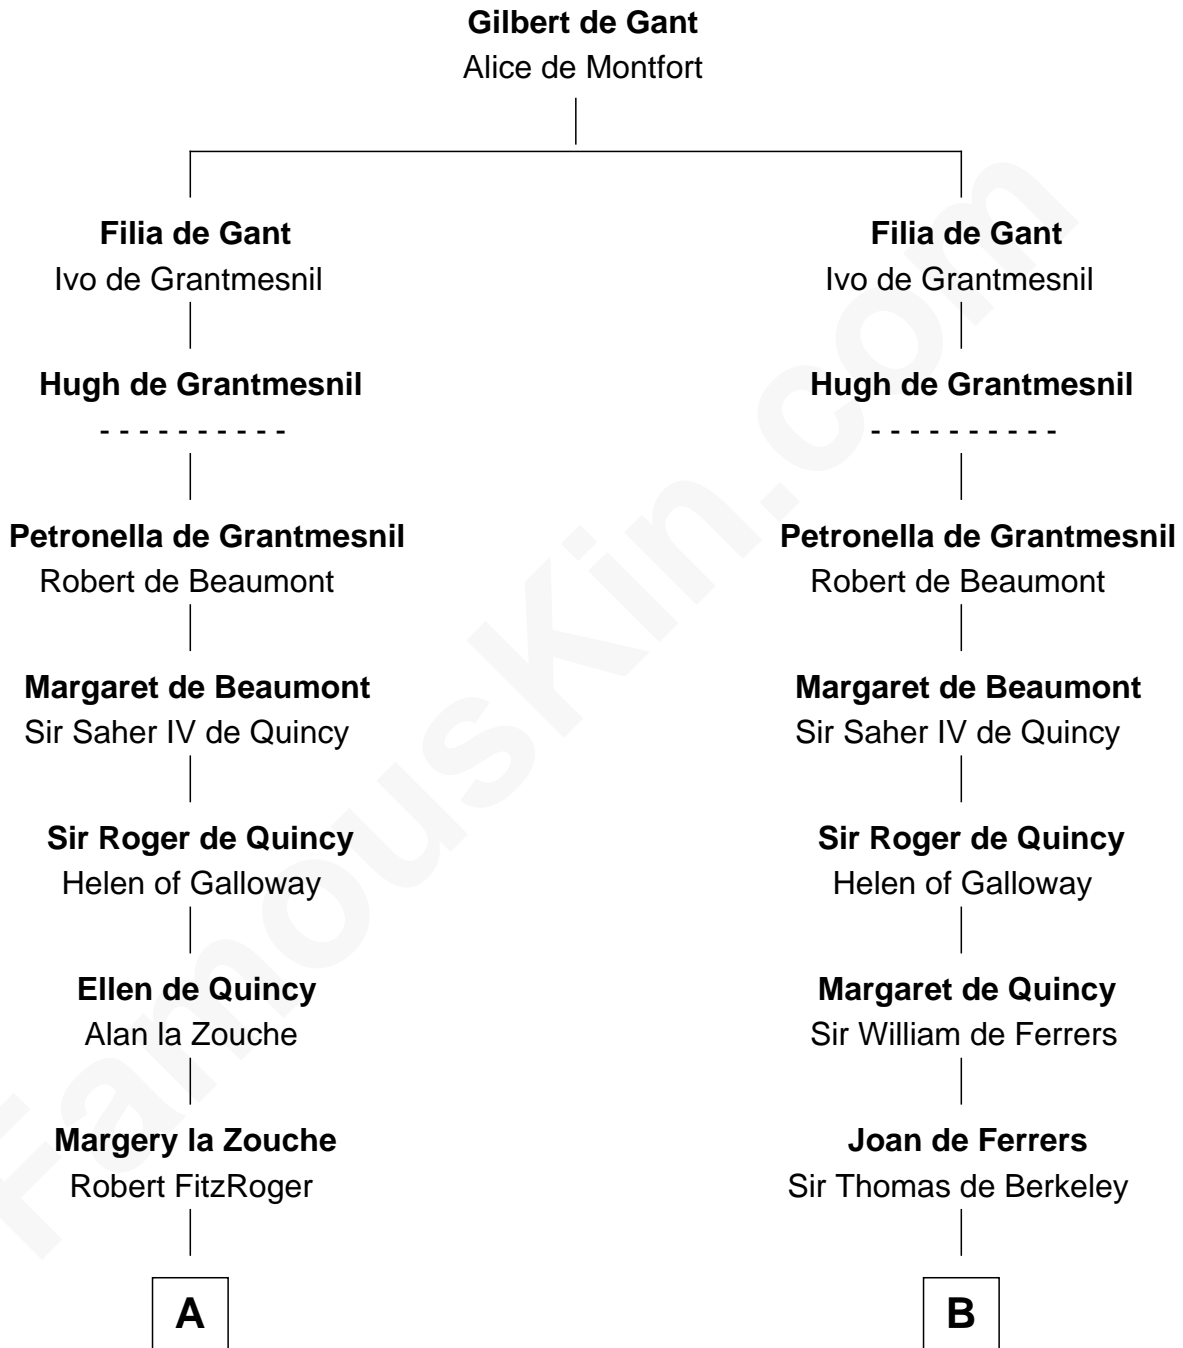 Gilbert de Gant
Alice de Montfort
Filia de Gant
Ivo de Grantmesnil
Hugh de Grantmesnil
- - - - - - - - - -
Petronella de Grantmesnil
Robert de Beaumont
Margaret de Beaumont
Sir Saher IV de Quincy
Sir Roger de Quincy
Helen of Galloway
Ellen de Quincy
Alan la Zouche
Margery la Zouche
Robert FitzRoger
A
Filia de Gant
Ivo de Grantmesnil
Hugh de Grantmesnil
- - - - - - - - - -
Petronella de Grantmesnil
Robert de Beaumont
Margaret de Beaumont
Sir Saher IV de Quincy
Sir Roger de Quincy
Helen of Galloway
Margaret de Quincy
Sir William de Ferrers
Joan de Ferrers
Sir Thomas de Berkeley
B
FamousKin.com